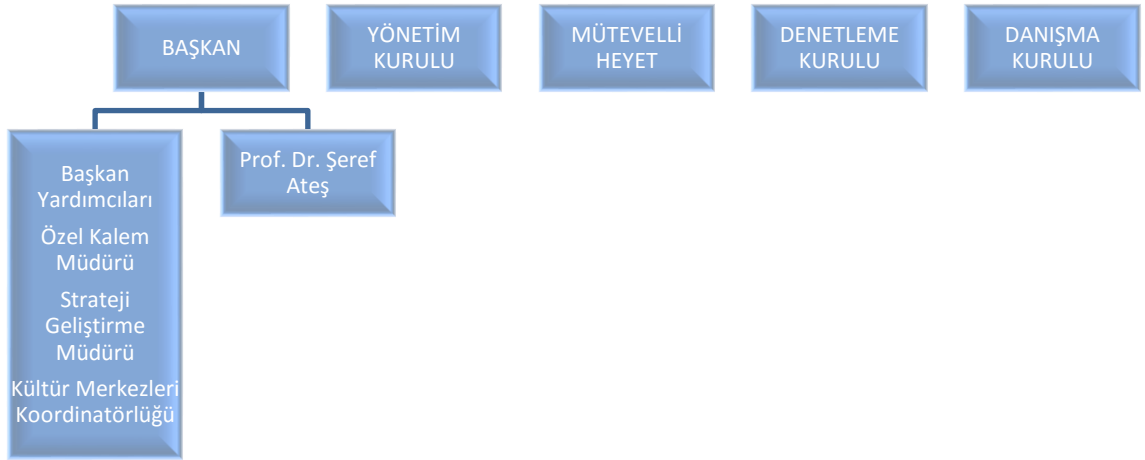 BAŞKAN
YÖNETİM
KURULU
MÜTEVELLİ
HEYET
DENETLEME
KURULU
DANIŞMA
KURULU
Başkan
Yardımcıları
Özel Kalem
Müdürü
Strateji
Geliştirme
Müdürü
Kültür Merkezleri
Koordinatörlüğü
Prof. Dr. Şeref
Ateş